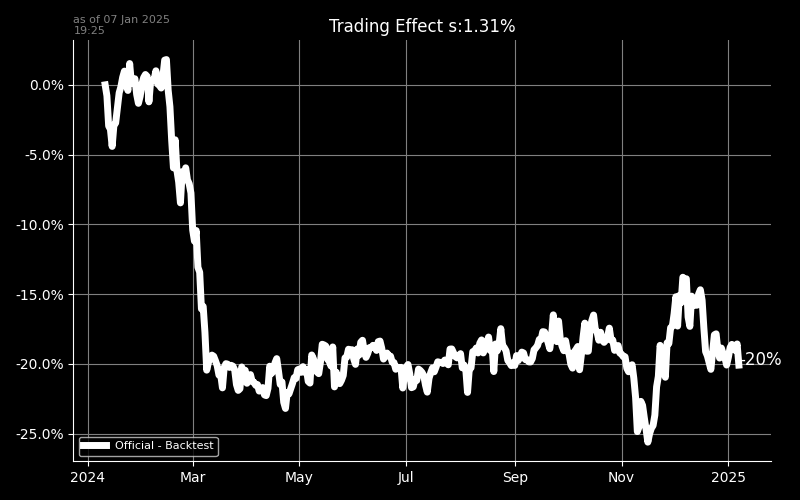 as of 07 Jan 2025
19:25
Trading Effect s:1.31%
0.0%
-5.0%
-10.0%
-15.0%
-20.0%
-25.0%
-20%
Official - Backtest
2024 Mar May Jul Sep Nov 2025